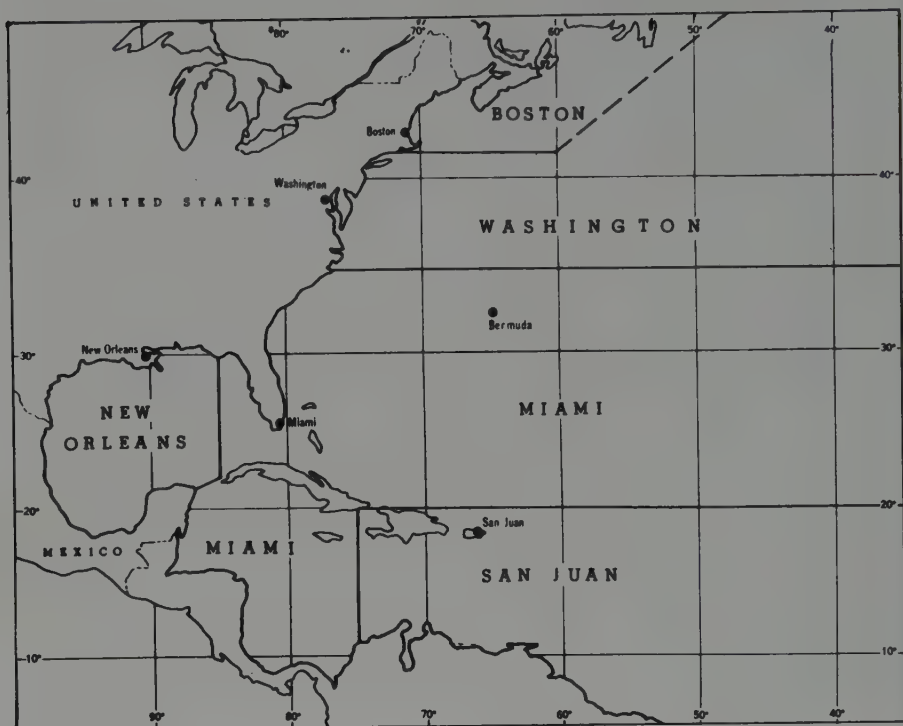 80° 70° 60° 50° 40°
BOSTON
Boston
40° 40°
Washington
UNITED STATES
WASHINGTON
Bermuda
New Orleans
30° 30°
NEW
ORLEANS
MIAMI
Miami
20° 20°
San Juan
MEXICO
MIAMI
SAN JUAN
10° 10°
90° 80° 70° 60° 50° 40°